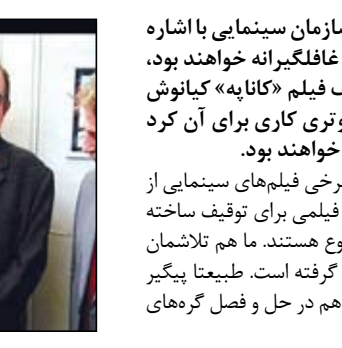 سازمان سینمایی با اشاره
غافلگیرانه خواهند بود،
فیلم «کاناپه» کیانوش
کاری برای آن کرد
خواهند بود.
برخی فیلم‌های سینمایی از
فیلمی برای توقیف ساخته
هستند. ما هم تلاشمان
گرفته است. طبیعتا پیگیر
هم در حل و فصل گره‌های